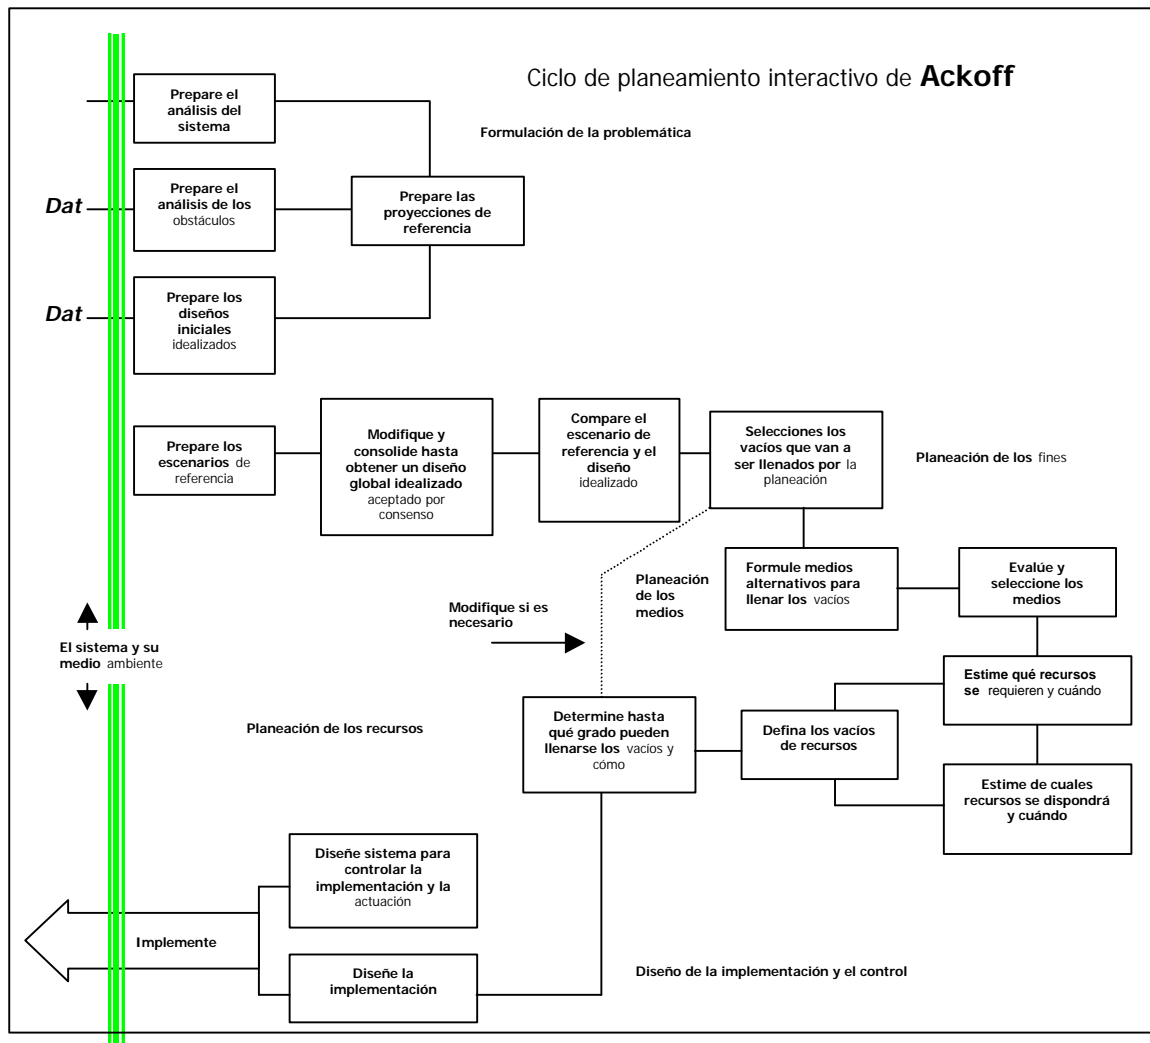 Ciclo de planeamiento interactivo de Ackoff
Prepare el
análisis del
sistema
Formulación de la problemática
Dat
Prepare el
análisis de los
obstáculos
Prepare las
proyecciones de
referencia
Dat
Prepare los
diseños
iniciales
idealizados
Prepare los
escenarios de
referencia
Modifique y
consolide hasta
obtener un diseño
global idealizado
aceptado por
consenso
Compare el
escenario de
referencia y el
diseño
idealizado
Selecciones los
vacíos que van a
ser llenados por la
planeación
Planeación de los fines
Planeación
de los
medios
Formule medios
alternativos para
llenar los vacíos
Evalúe y
seleccione los
medios
Modifique si es
necesario
El sistema y su
medio ambiente
Estime qué recursos
se requieren y cuándo
Planeación de los recursos
Determine hasta
qué grado pueden
llenarse los vacíos y
cómo
Defina los vacíos
de recursos
Estime de cuales
recursos se dispondrá
y cuándo
Diseñe sistema para
controlar la
implementación y la
actuación
Implemente
Diseñe la
implementación
Diseño de la implementación y el control